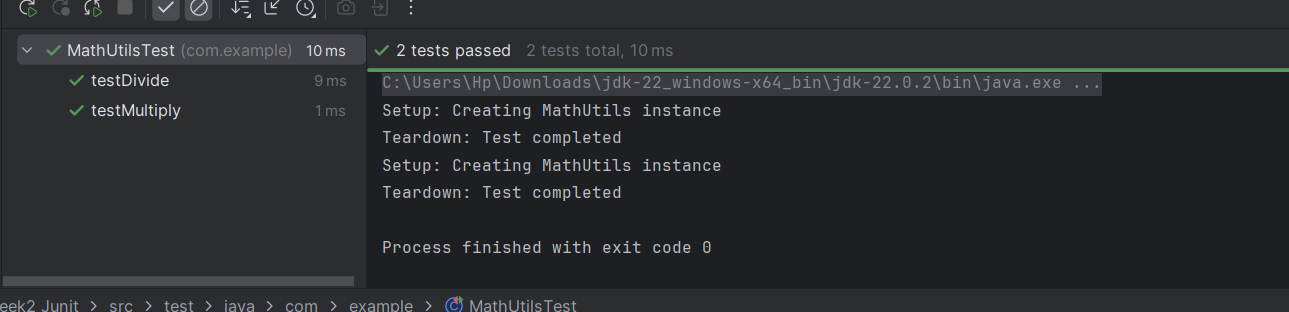 MathUtilsTest (com.example) 10 ms
testDivide 9 ms
testMultiply 1 ms
2 tests passed 2 tests total, 10 ms
C:\Users\Hp\Downloads\jdk-22_windows-x64_bin\jdk-22.0.2\bin\java.exe ...
Setup: Creating MathUtils instance
Teardown: Test completed
Setup: Creating MathUtils instance
Teardown: Test completed
Process finished with exit code 0
eek2 Junit > src > test > java > com > example > MathUtilsTest